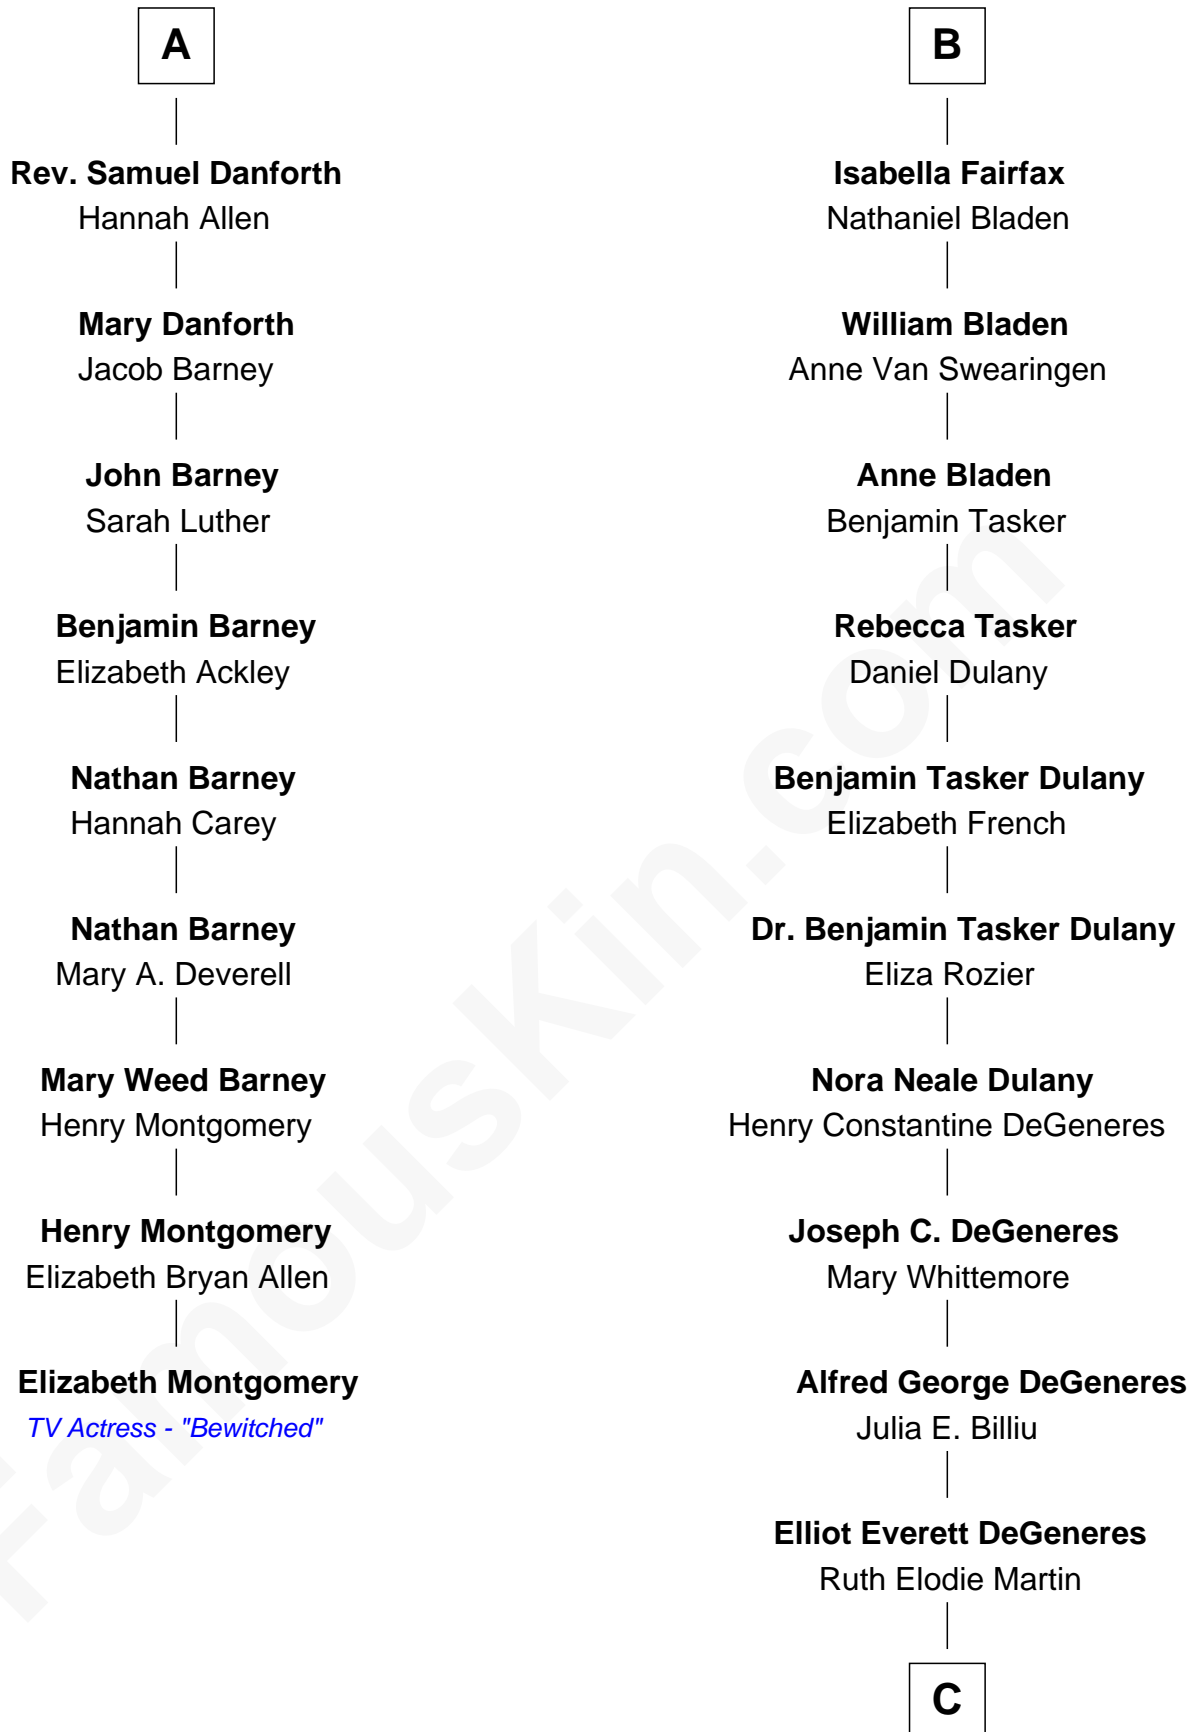 A
Rev. Samuel Danforth
Hannah Allen
Mary Danforth
Jacob Barney
John Barney
Sarah Luther
Benjamin Barney
Elizabeth Ackley
Nathan Barney
Hannah Carey
Nathan Barney
Mary A. Deverell
Mary Weed Barney
Henry Montgomery
Henry Montgomery
Elizabeth Bryan Allen
Elizabeth Montgomery
TV Actress - "Bewitched"
B
Isabella Fairfax
Nathaniel Bladen
William Bladen
Anne Van Swearingen
Anne Bladen
Benjamin Tasker
Rebecca Tasker
Daniel Dulany
Benjamin Tasker Dulany
Elizabeth French
Dr. Benjamin Tasker Dulany
Eliza Rozier
Nora Neale Dulany
Henry Constantine DeGeneres
Joseph C. DeGeneres
Mary Whittemore
Alfred George DeGeneres
Julia E. Billiu
Elliot Everett DeGeneres
Ruth Elodie Martin
C
FamousKin.com